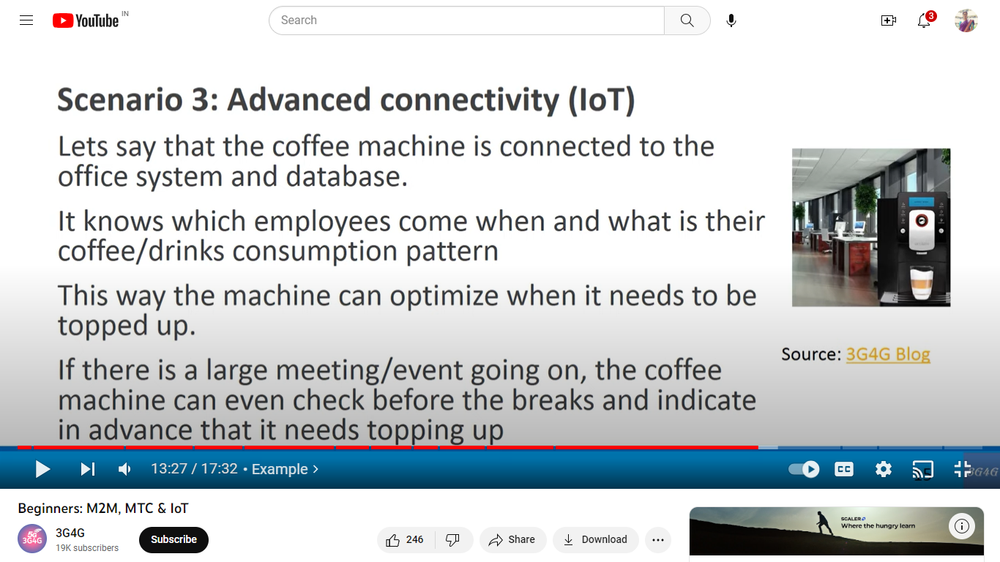 YouTube IN
Search
3
Scenario 3: Advanced connectivity (IoT)
Lets say that the coffee machine is connected to the
office system and database.
It knows which employees come when and what is their
coffee/drinks consumption pattern
This way the machine can optimize when it needs to be
topped up.
If there is a large meeting/event going on, the coffee
machine can even check before the breaks and indicate
in advance that it needs topping up
Source: 3G4G Blog
13:27 / 17:32 • Example >
CC
15
3G4G
Beginners: M2M, MTC & IoT
5G
3G4G
3G4G
19K subscribers
Subscribe
246
Share
Download
SCALER
Where the hungry learn